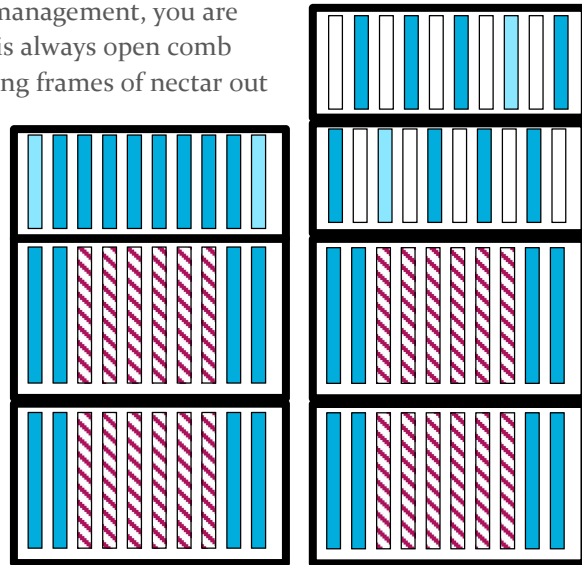 management, you are
is always open comb
ng frames of nectar out